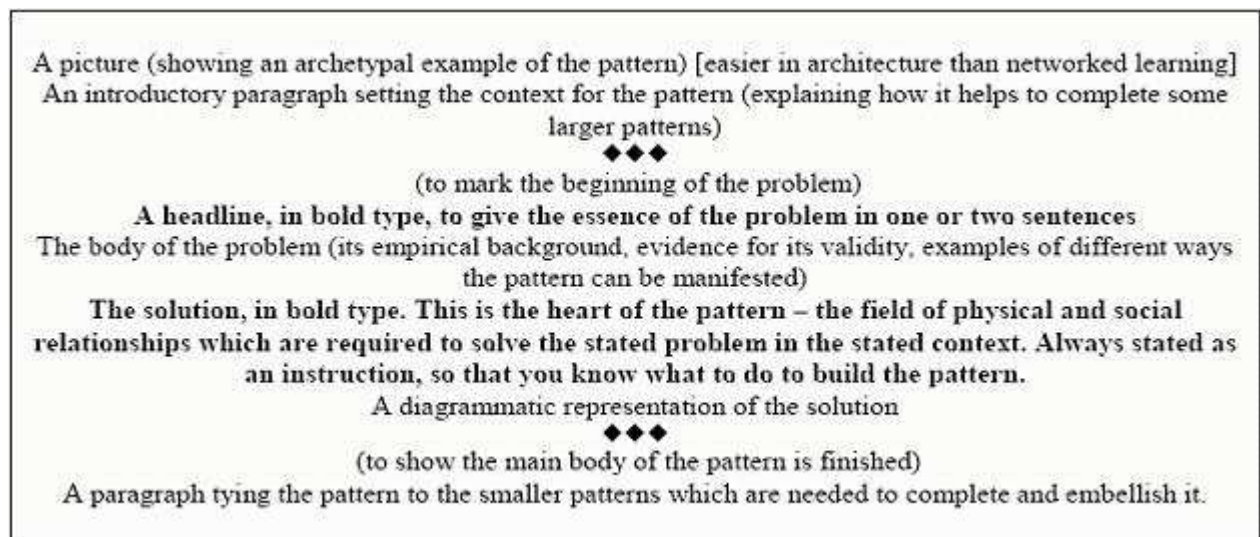 A picture (showing an archetypal example of the pattern) [easier in architecture than networked learning]
An introductory paragraph setting the context for the pattern (explaining how it helps to complete some
larger patterns)
◆◆◆
(to mark the beginning of the problem)
A headline, in bold type, to give the essence of the problem in one or two sentences
The body of the problem (its empirical background, evidence for its validity, examples of different ways
the pattern can be manifested)
The solution, in bold type. This is the heart of the pattern – the field of physical and social
relationships which are required to solve the stated problem in the stated context. Always stated as
an instruction, so that you know what to do to build the pattern.
A diagrammatic representation of the solution
◆◆◆
(to show the main body of the pattern is finished)
A paragraph tying the pattern to the smaller patterns which are needed to complete and embellish it.